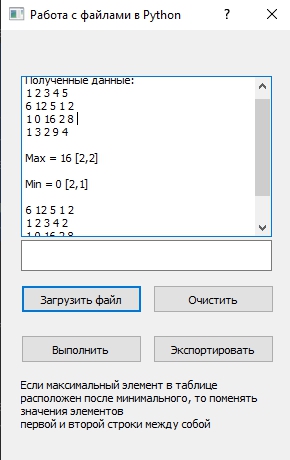 Работа с файлами в Python
?
Полученные данные:
1 2 3 4 5
6 12 5 1 2
1 0 16 2 8
1 3 2 9 4
Max = 16 [2,2]
Min = 0 [2,1]
6 12 5 1 2
1 2 3 4 2
1 0 16 2 8
Загрузить файл
Очистить
Выполнить
Экспортировать
Если максимальный элемент в таблице
расположен после минимального, то поменять
значения элементов
первой и второй строки между собой